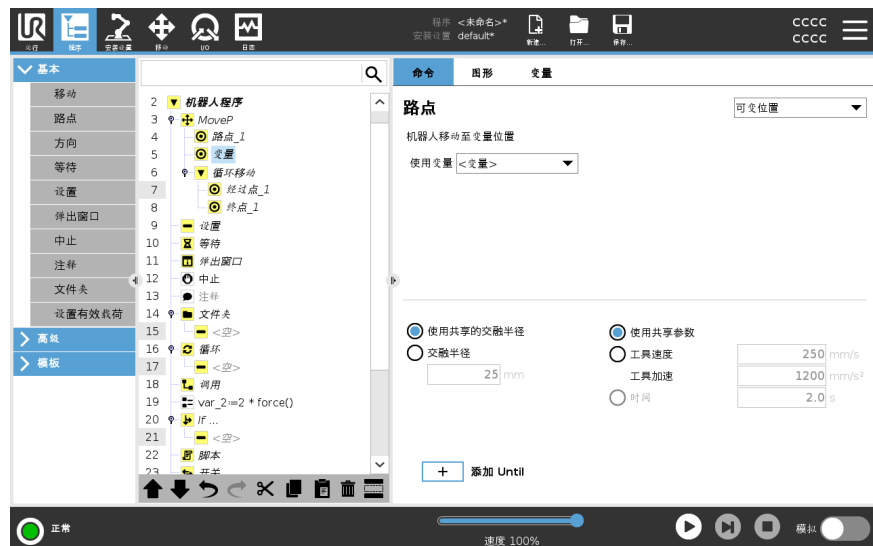 程序 <未命名>*
安装设置 default*
新建...
打开...
保存...
CCCC
CCCC
运行
程序
安装设置
移动
I/O
日志
基本
移动
路点
方向
等待
设置
弹出窗口
中止
注释
文件夹
设置有效载荷
高级
模板
2 机器人程序
3 MoveP
4 路点_1
5 变量
6 循环移动
7 经过点_1
8 终点_1
9 设置
10 等待
11 弹出窗口
12 中止
13 注释
14 文件夹
15 <空>
16 循环
17 <空>
18 调用
19 var_2:=2 * force()
20 If ...
21 <空>
22 脚本
23 开关
命令 图形 变量
路点
可变位置
机器人移动至变量位置
使用变量 <变量>
使用共享的交融半径
交融半径
25 mm
使用共享参数
工具速度 250 mm/s
工具加速 1200 mm/s²
时间 2.0 s
+ 添加 Until
正常
速度 100%
模拟